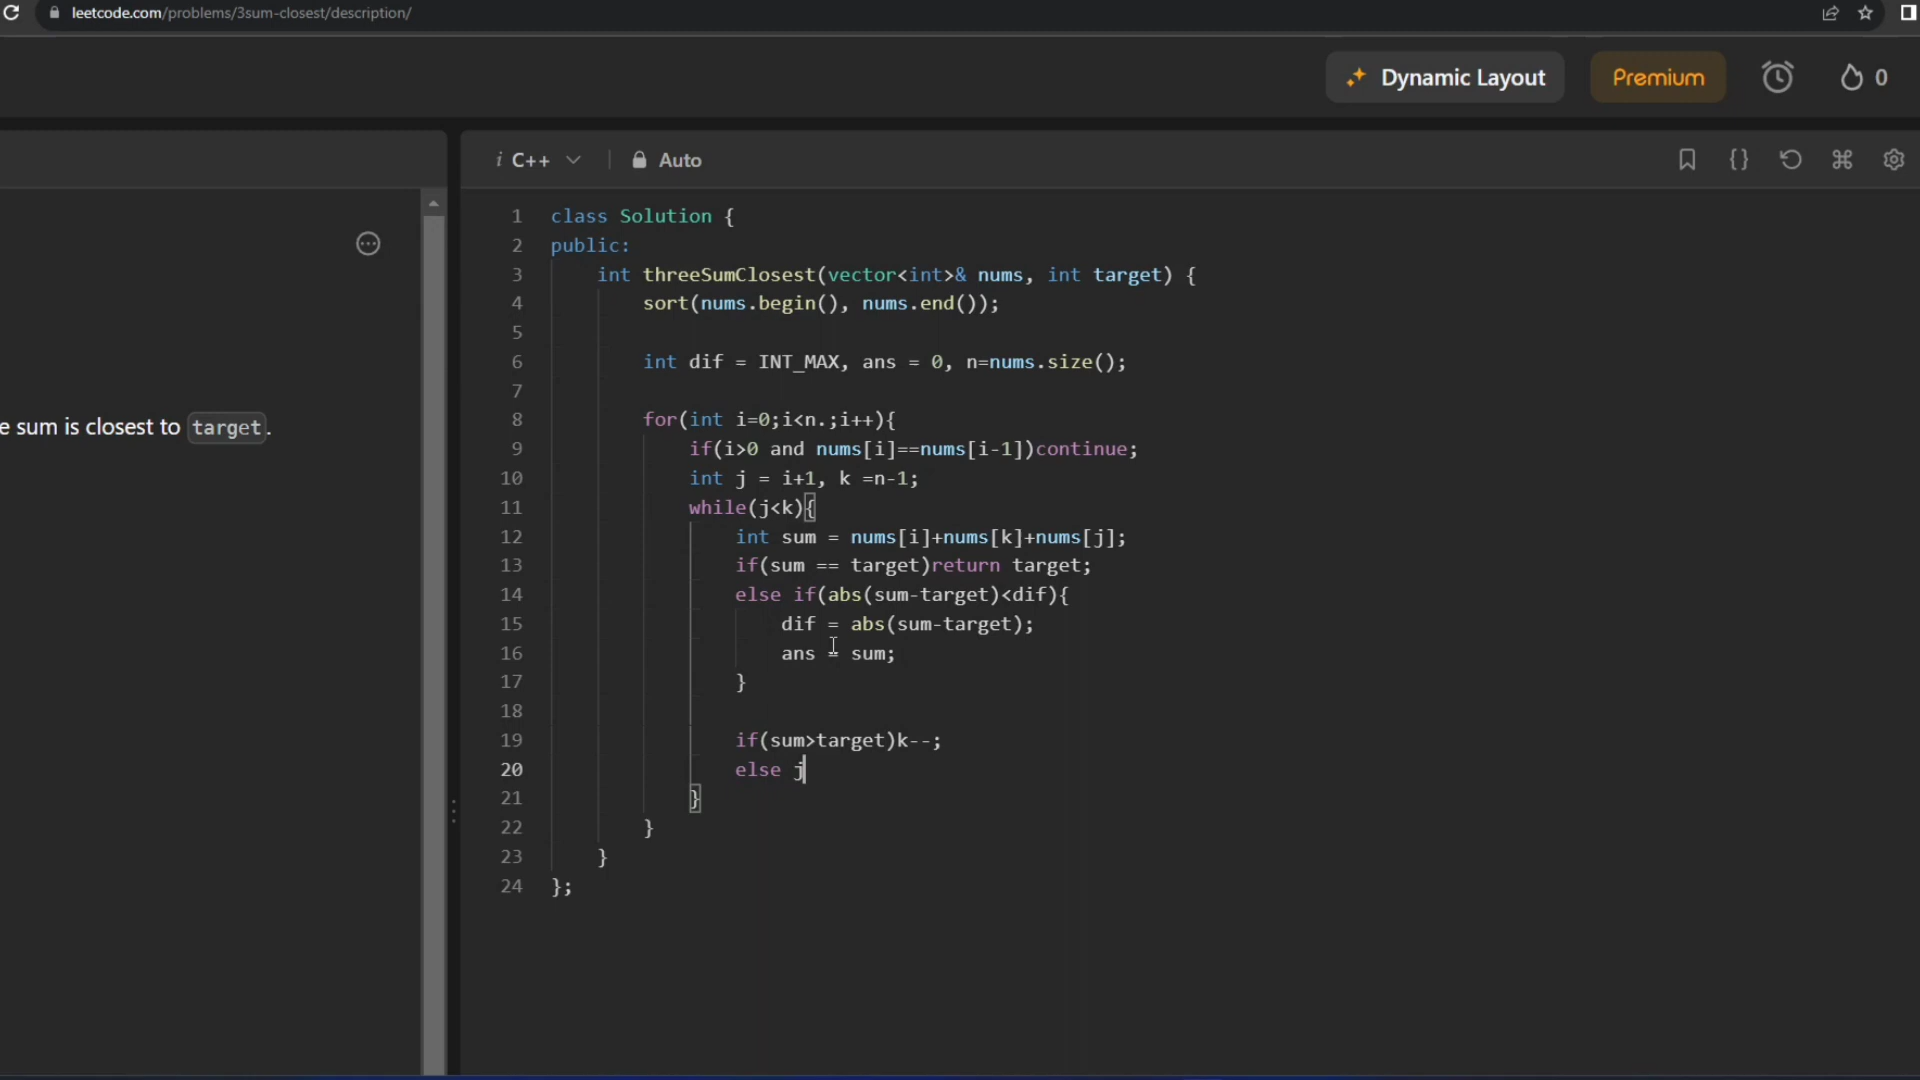 leetcode.com/problems/3sum-closest/description/
Dynamic Layout
Premium
0
i C++
Auto
e sum is closest to target.
1 class Solution {
2 public:
3 int threeSumClosest(vector<int>& nums, int target) {
4 sort(nums.begin(), nums.end());
5
6 int dif = INT_MAX, ans = 0, n=nums.size();
7
8 for(int i=0;i<n.;i++){
9 if(i>0 and nums[i]==nums[i-1])continue;
10 int j = i+1, k =n-1;
11 while(j<k){
12 int sum = nums[i]+nums[k]+nums[j];
13 if(sum == target)return target;
14 else if(abs(sum-target)<dif){
15 dif = abs(sum-target);
16 ans = sum;
17 }
18
19 if(sum>target)k--;
20 else j
21 }
22 }
23 }
24 };